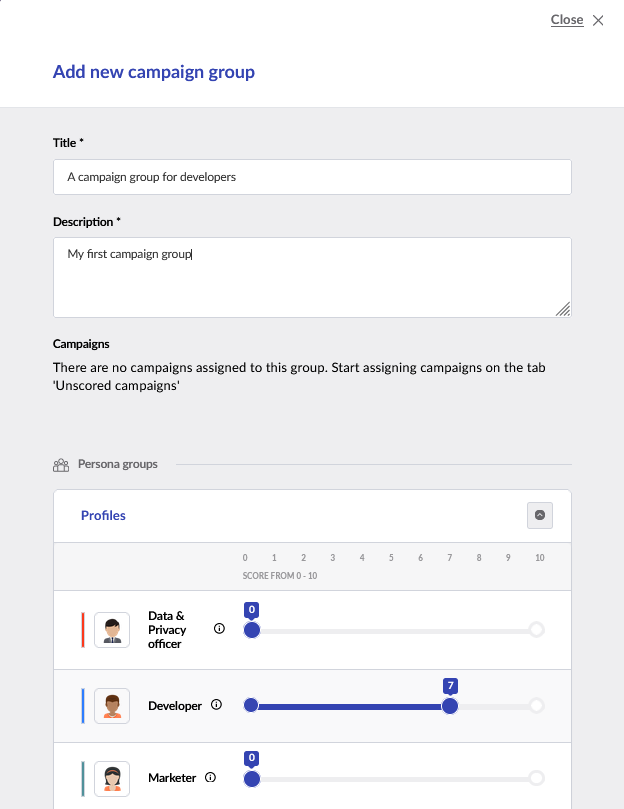 Close
Add new campaign group
Title *
A campaign group for developers
Description *
My first campaign group
Campaigns
There are no campaigns assigned to this group. Start assigning campaigns on the tab
'Unscored campaigns'
Persona groups
Profiles
0 1 2 3 4 5 6 7 8 9 10
SCORE FROM 0 - 10
0
Data &
Privacy
officer
7
Developer
0
Marketer